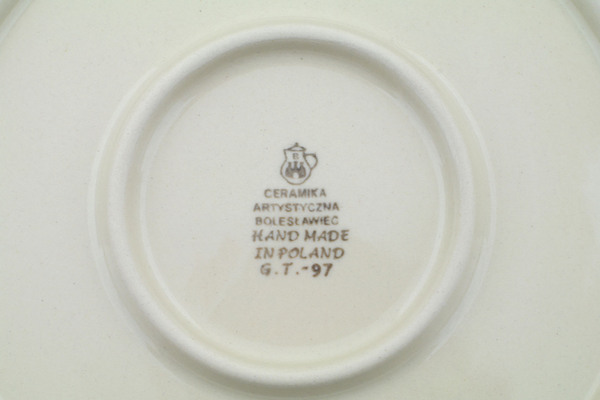 B
CERAMIKA
ARTYSTYCZNA
BOLESŁAWIEC
HAND MADE
IN POLAND
G.T.-97